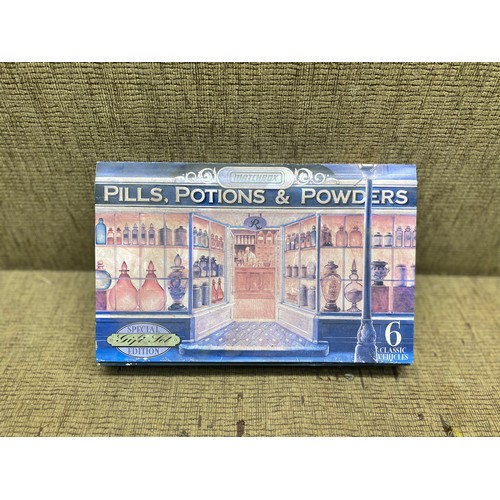 MATCHBOX
PILLS, POTIONS & POWDERS
SPECIAL
Gift Set
EDITION
6
CLASSIC
VEHICLES